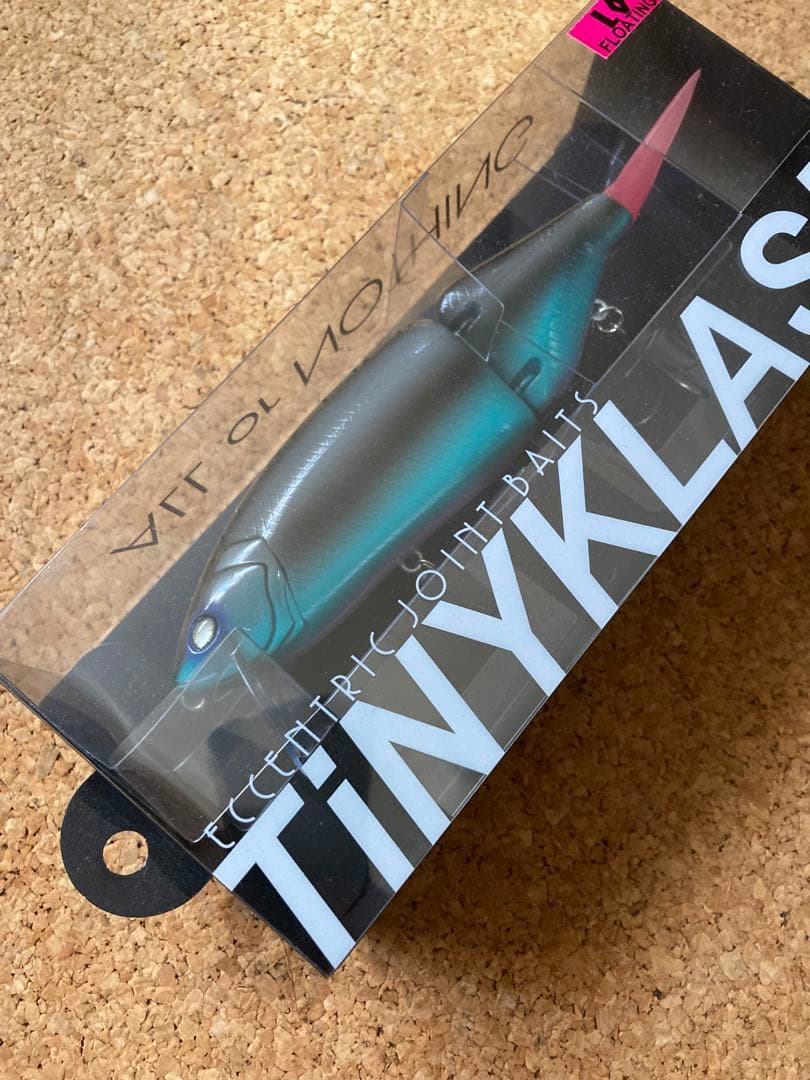 FLOATING
ALL or NOTHING
ECCENTRIC JOINT BAITS
TiNYKLAS